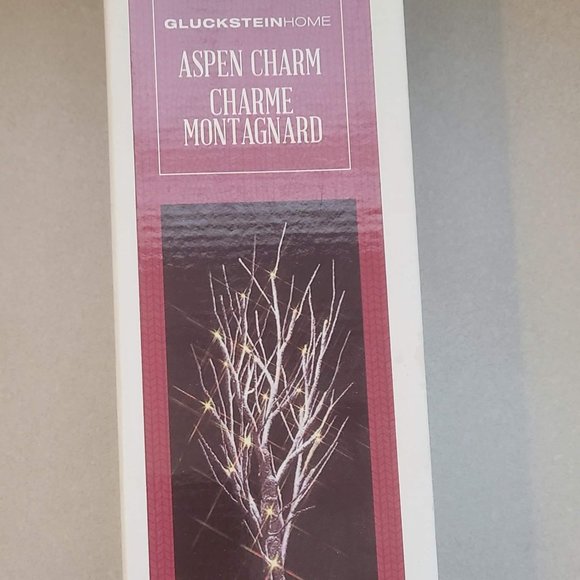 GLUCKSTEINHOME
ASPEN CHARM
CHARME
MONTAGNARD